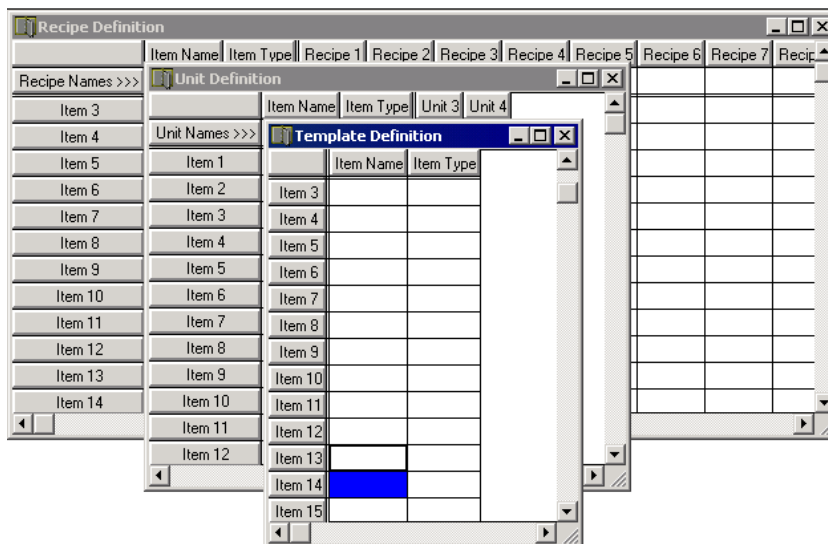 Recipe Definition
Item Name Item Type Recipe 1 Recipe 2 Recipe 3 Recipe 4 Recipe 5 Recipe 6 Recipe 7 Recip
Recipe Names >>>
Item 3
Item 4
Item 5
Item 6
Item 7
Item 8
Item 9
Item 10
Item 11
Item 12
Item 13
Item 14
Unit Definition
Item Name Item Type Unit 3 Unit 4
Unit Names >>>
Item 1
Item 2
Item 3
Item 4
Item 5
Item 6
Item 7
Item 8
Item 9
Item 10
Item 11
Item 12
Template Definition
Item Name Item Type
Item 3
Item 4
Item 5
Item 6
Item 7
Item 8
Item 9
Item 10
Item 11
Item 12
Item 13
Item 14
Item 15